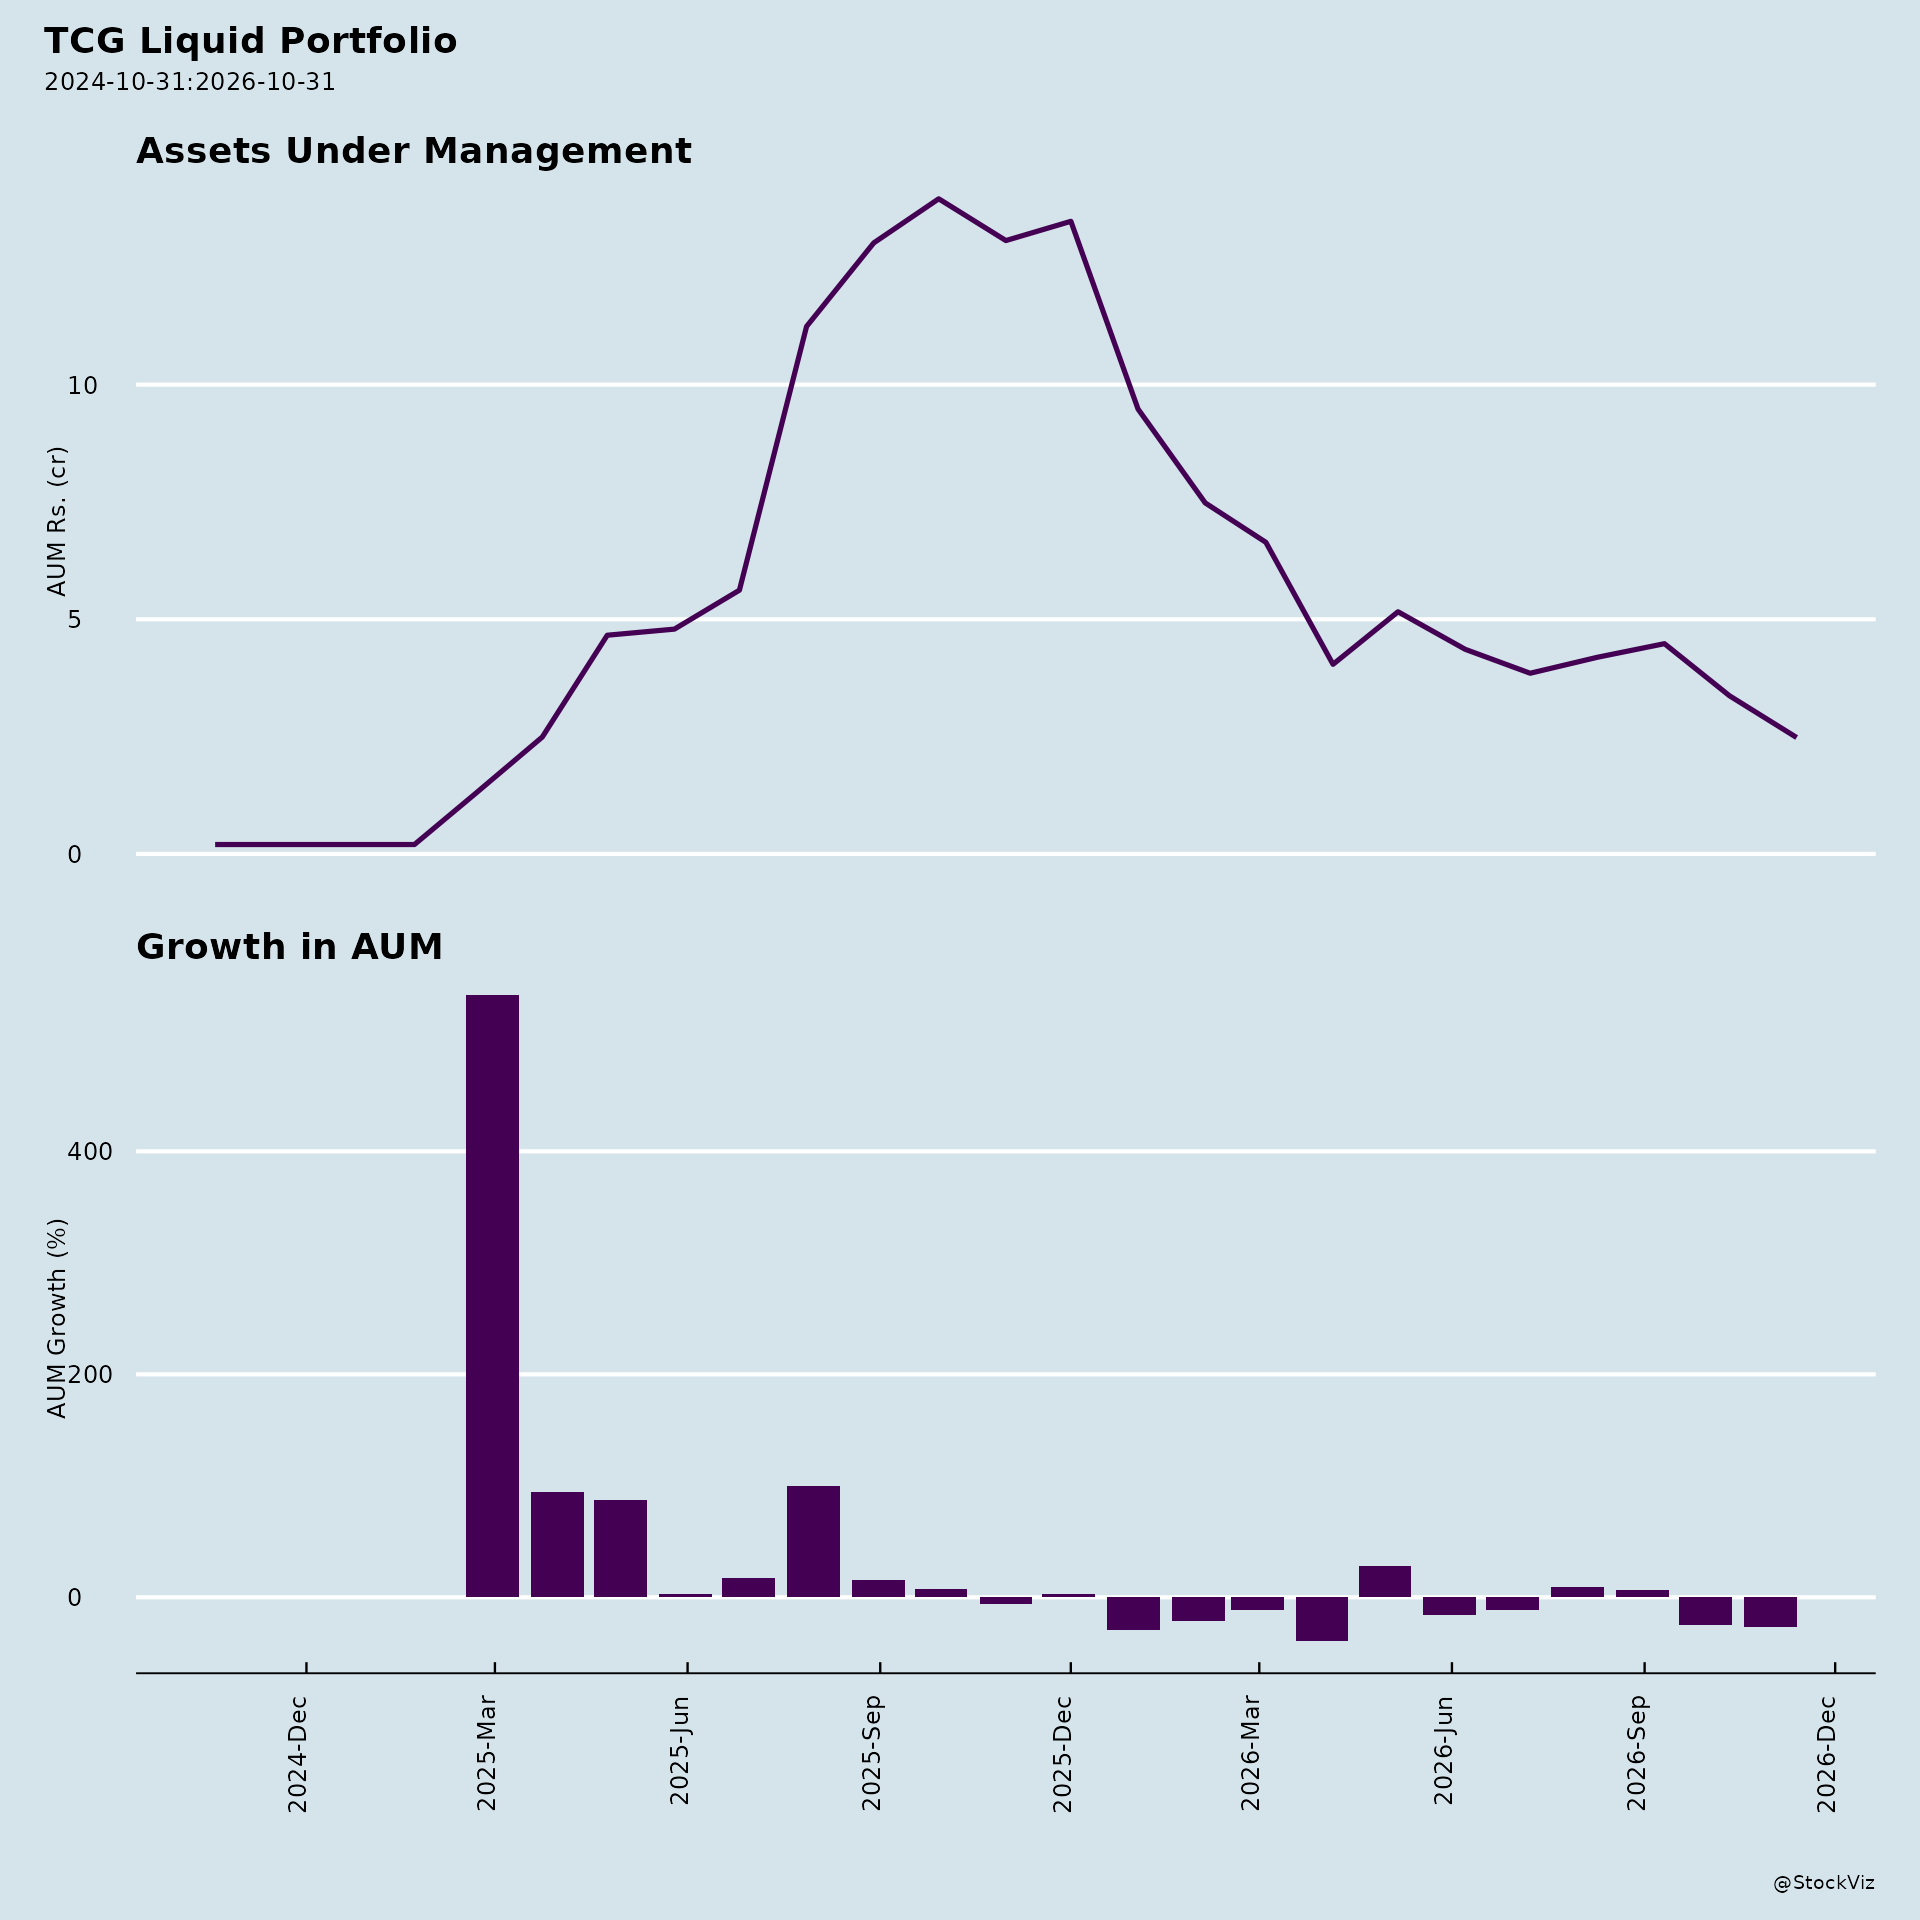 TCG Liquid Portfolio
2024-10-31:2026-10-31
Assets Under Management
AUM Rs. (cr)
10
5
0
Growth in AUM
AUM Growth (%)
400
200
0
2024-Dec
2025-Mar
2025-Jun
2025-Sep
2025-Dec
2026-Mar
2026-Jun
2026-Sep
2026-Dec
@StockViz